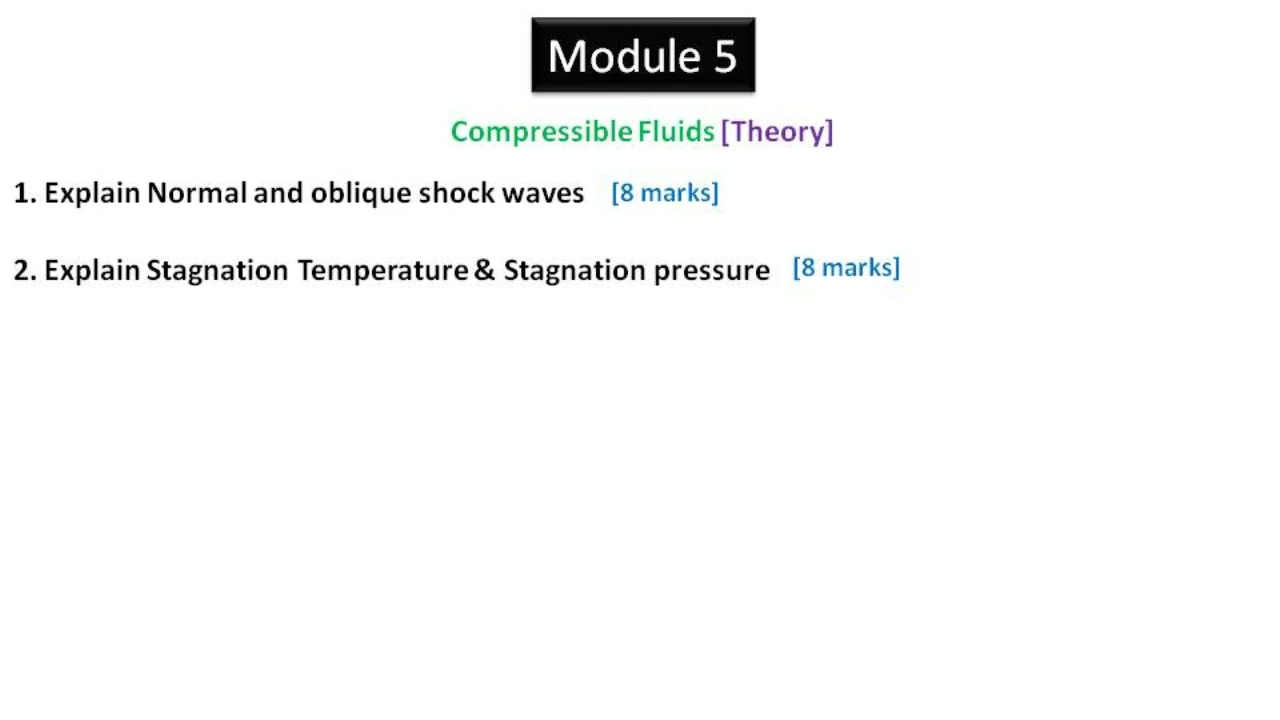 Module 5
Compressible Fluids [Theory]
1. Explain Normal and oblique shock waves [8 marks]
2. Explain Stagnation Temperature & Stagnation pressure [8 marks]